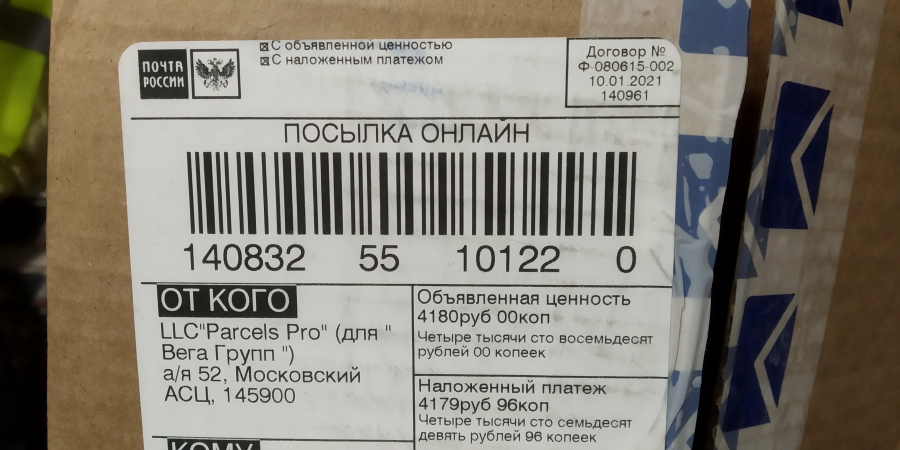 ПОЧТА
РОССИИ
☒ С объявленной ценностью
☒ С наложенным платежом
Договор №
Ф-080615-002
10.01.2021
140961
ПОСЫЛКА ОНЛАЙН
140832 55 10122 0
ОТ КОГО
LLC"Parcels Pro" (для "
Вега Групп ")
а/я 52, Московский
АСЦ, 145900
Объявленная ценность
4180руб 00коп
Четыре тысячи сто восемьдесят
рублей 00 копеек
Наложенный платеж
4179руб 96коп
Четыре тысячи сто семьдесят
девять рублей 96 копеек
КОМУ